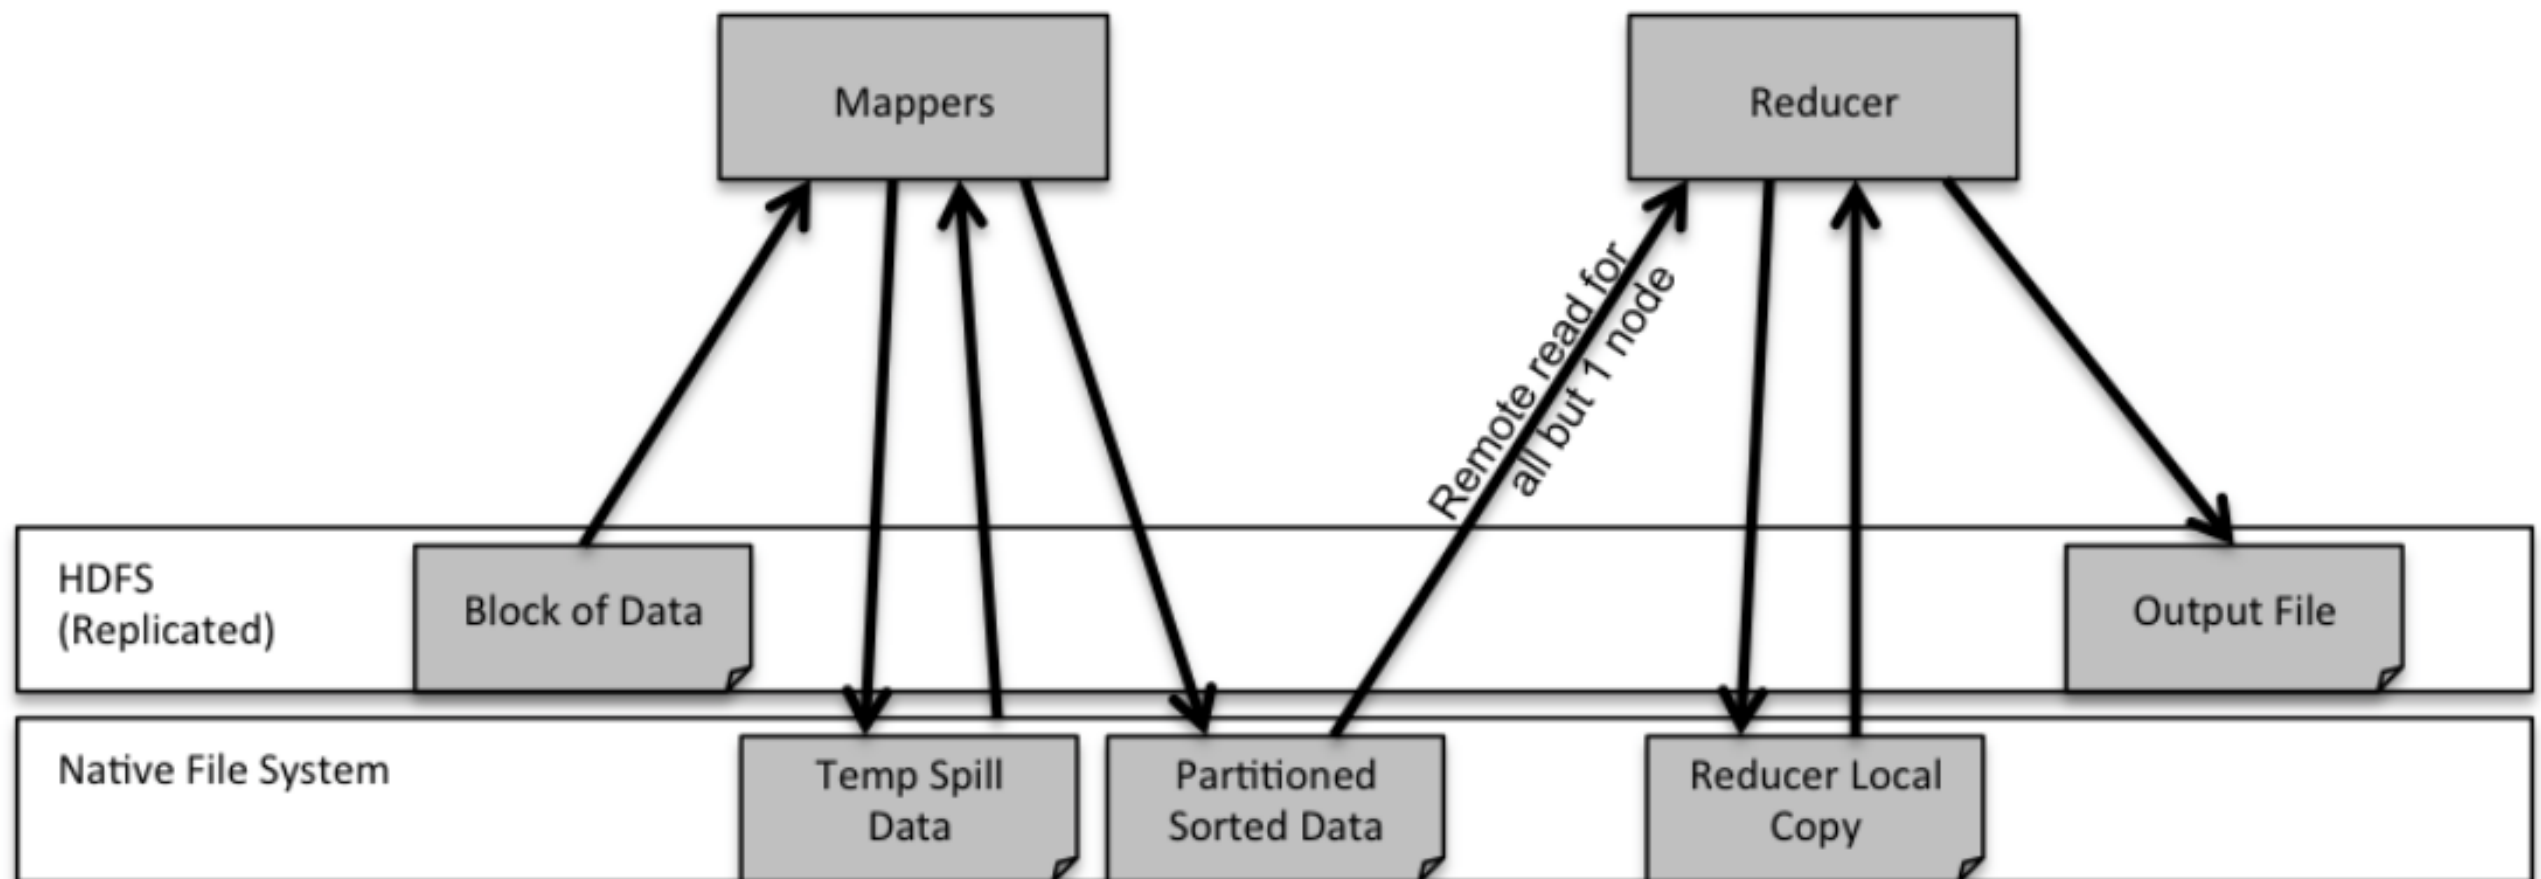 Mappers
Reducer
Remote read for
all but 1 node
HDFS
(Replicated)
Block of Data
Output File
Native File System
Temp Spill
Data
Partitioned
Sorted Data
Reducer Local
Copy